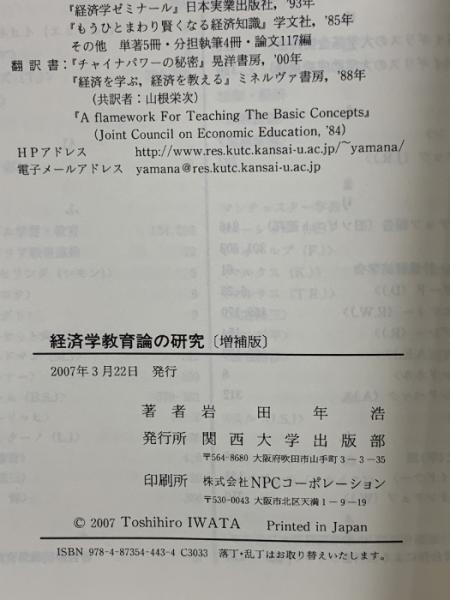 『経済学ゼミナール』日本実業出版社,'93年
『もうひとまわり賢くなる経済知識』学文社,'85年
その他 単著5冊・分担執筆4冊・論文117編
翻訳書:『チャイナパワーの秘密』晃洋書房,'00年
『経済を学ぶ,経済を教える』ミネルヴァ書房,'88年
(共訳者:山根栄次)
『A flamework For Teaching The Basic Concepts』
(Joint Council on Economic Education, '84)
HPアドレス http://www.res.kutc.kansai-u.ac.jp/~yamana/
電子メールアドレス yamana@res.kutc.kansai-u.ac.jp
経済学教育論の研究〔増補版〕
2007年3月22日 発行
著者 岩田年浩
発行所 関西大学出版部
〒564-8680 大阪府吹田市山手町3-3-35
印刷所 株式会社NPCコーポレーション
〒530-0043 大阪市北区天満1-9-19
© 2007 Toshihiro IWATA Printed in Japan
ISBN 978-4-87354-443-4 C3033 落丁・乱丁はお取り替えいたします。